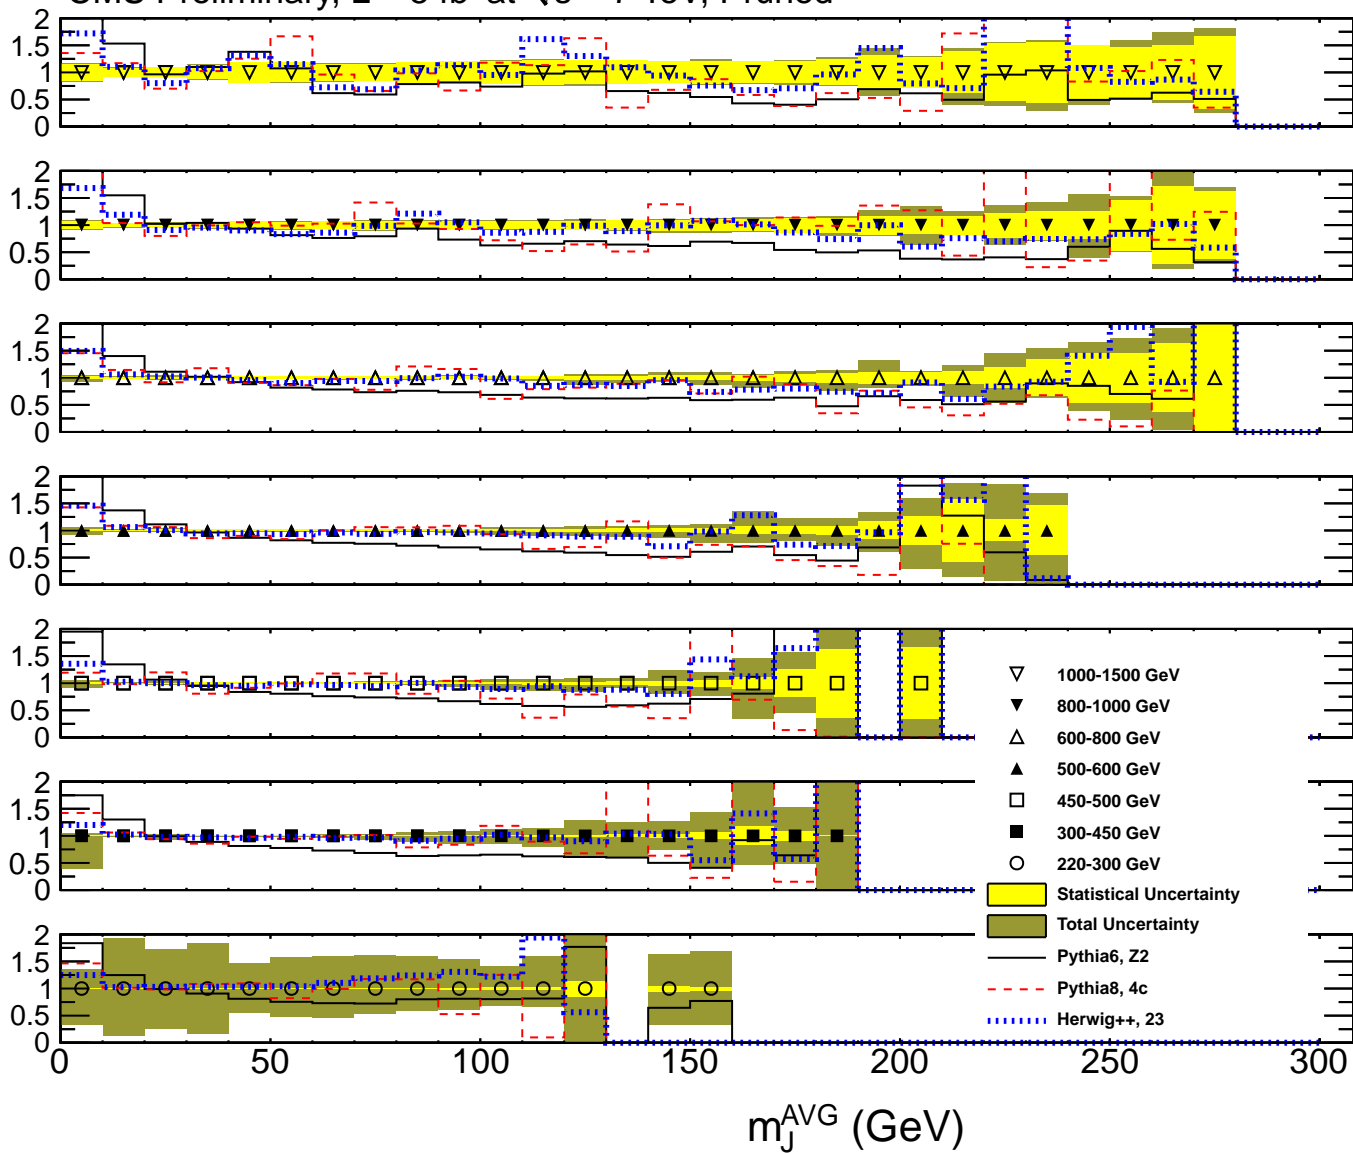 2
1.5
1
0.5
0
2
1.5
1
0.5
0
2
1.5
1
0.5
0
2
1.5
1
0.5
0
2
1.5
1
0.5
0
2
1.5
1
0.5
0
2
1.5
1
0.5
0
1000-1500 GeV
800-1000 GeV
600-800 GeV
500-600 GeV
450-500 GeV
300-450 GeV
220-300 GeV
Statistical Uncertainty
Total Uncertainty
Pythia6, Z2
Pythia8, 4c
Herwig++, 23
0 50 100 150 200 250 300
m_J^AVG (GeV)